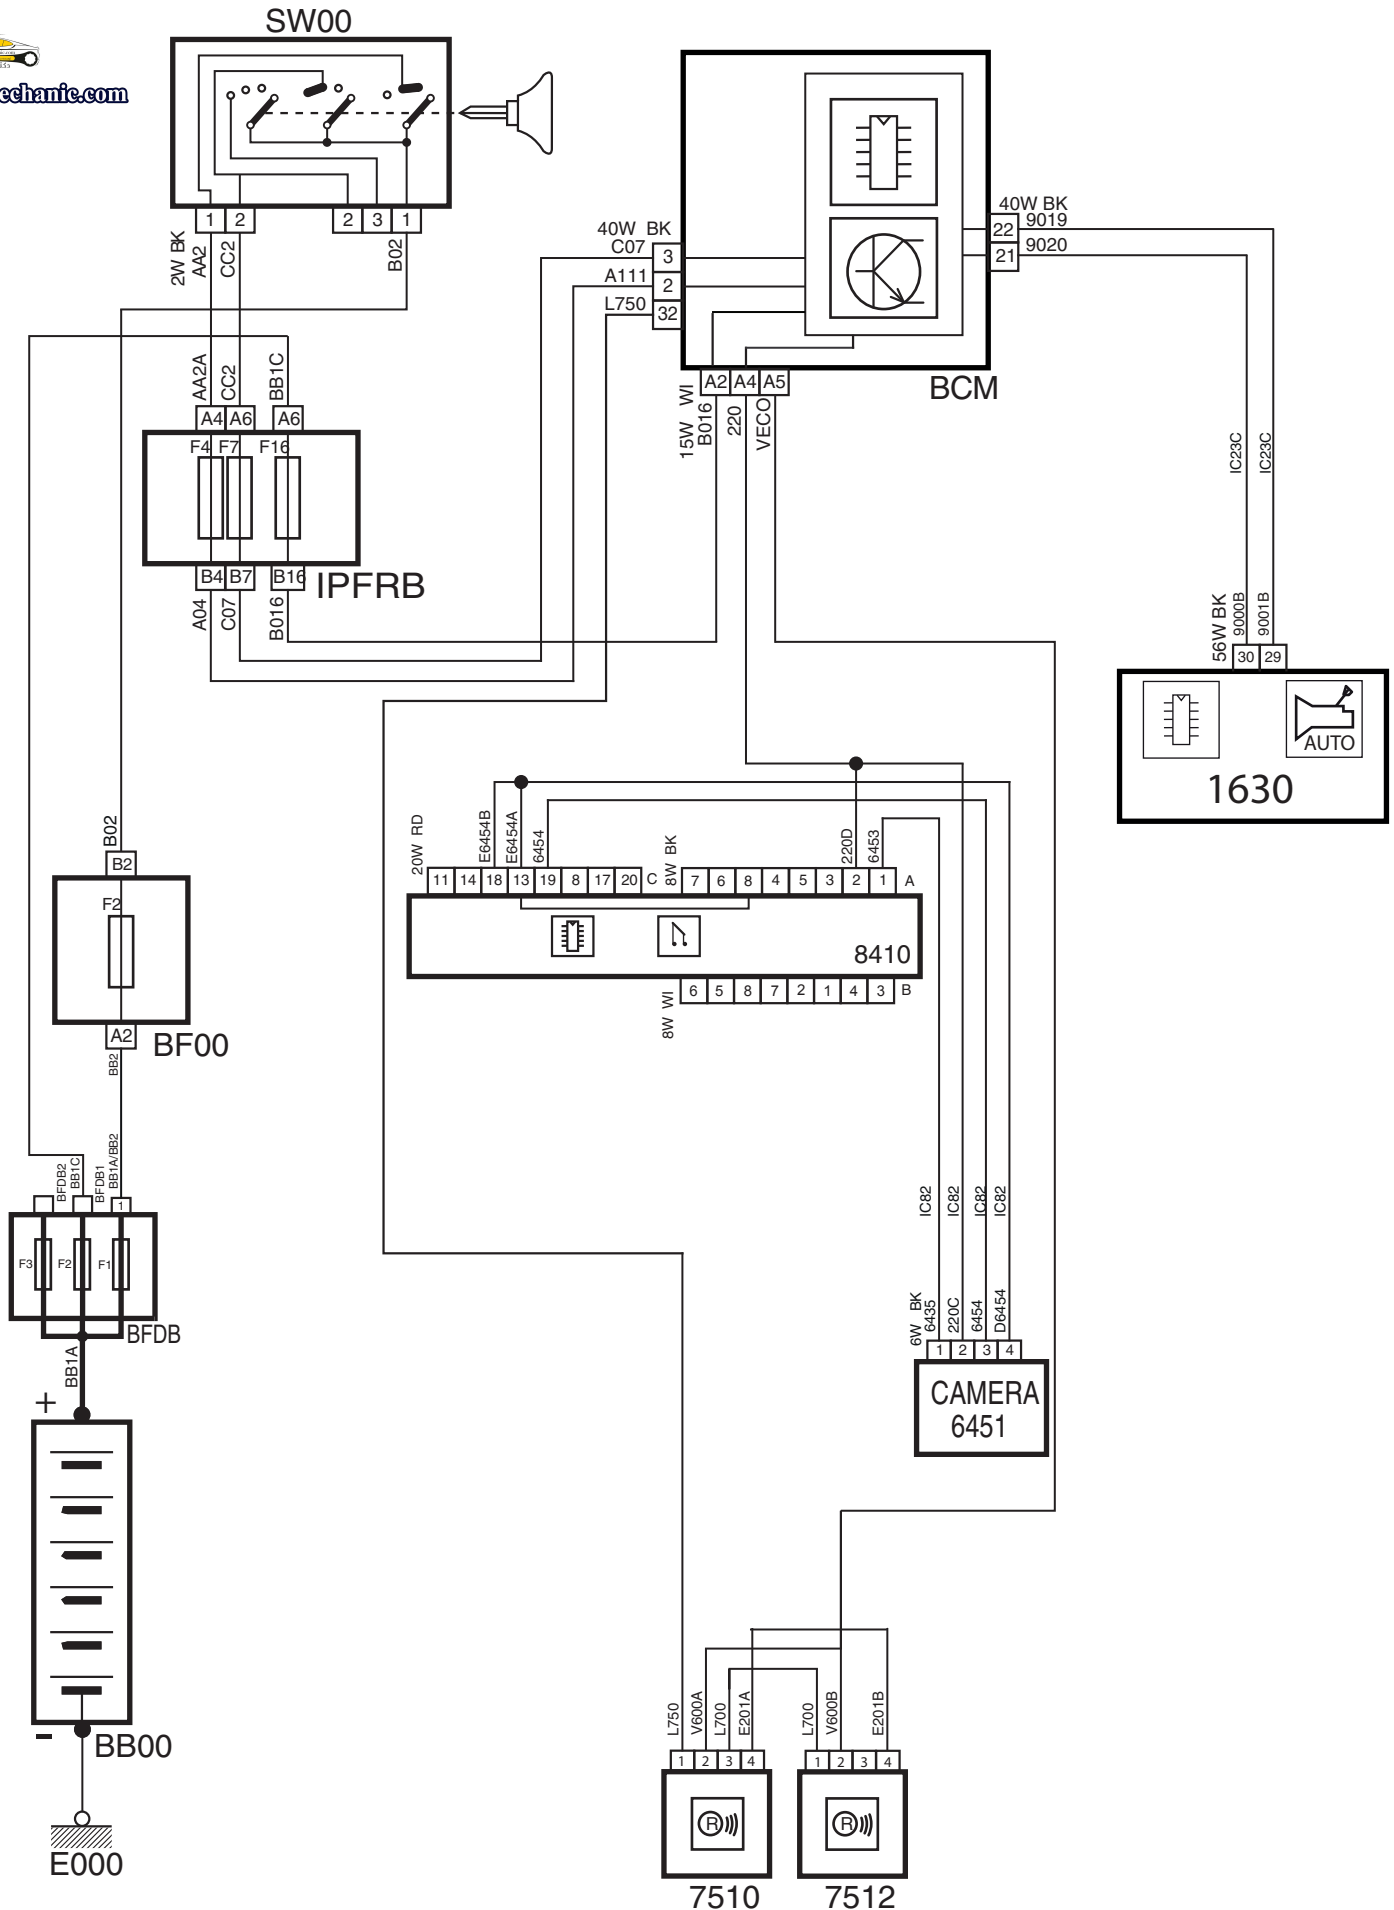 SW00
echanic.com
1 2 2 3 1
2W BK
AA2
CC2
B02
40W BK
C07
3
A111
2
L750
32
40W BK
22
9019
21
9020
BCM
A2 A4 A5
15W WI
B016
220
VECO
AA2A
CC2
BB1C
A4 A6 A6
F4 F7 F16
B4 B7 B16
IPFRB
A04
C07
B016
IC23C
IC23C
56W BK
9000B
9001B
30 29
AUTO
1630
B02
B2
F2
A2
BF00
BB2
20W RD
E6454B
E6454A
6454
8W BK
220D
6453
11 14 18 13 19 8 17 20 C
7 6 8 4 5 3 2 1 A
8410
8W WI
6 5 8 7 2 1 4 3 B
BFDB2
BB1C
BFDB1
BB1A/BB2
1
F3 F2 F1
BFDB
BB1A
+
-
BB00
E000
IC82
IC82
IC82
IC82
6W BK
6435
220C
6454
D6454
1 2 3 4
CAMERA
6451
L750
V600A
L700
E201A
L700
V600B
E201B
1 2 3 4
1 2 3 4
R
R
7510
7512